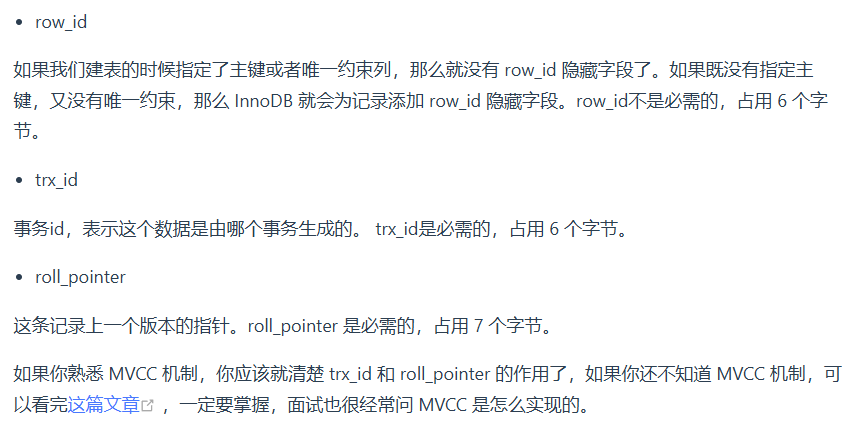 • row_id
如果我们建表的时候指定了主键或者唯一约束列，那么就没有 row_id 隐藏字段了。如果既没有指定主
键，又没有唯一约束，那么 InnoDB 就会为记录添加 row_id 隐藏字段。row_id不是必需的，占用 6 个字
节。
• trx_id
事务id，表示这个数据是由哪个事务生成的。 trx_id是必需的，占用 6 个字节。
• roll_pointer
这条记录上一个版本的指针。roll_pointer 是必需的，占用 7 个字节。
如果你熟悉 MVCC 机制，你应该就清楚 trx_id 和 roll_pointer 的作用了，如果你还不知道 MVCC 机制，可
以看完这篇文章 ，一定要掌握，面试也很经常问 MVCC 是怎么实现的。